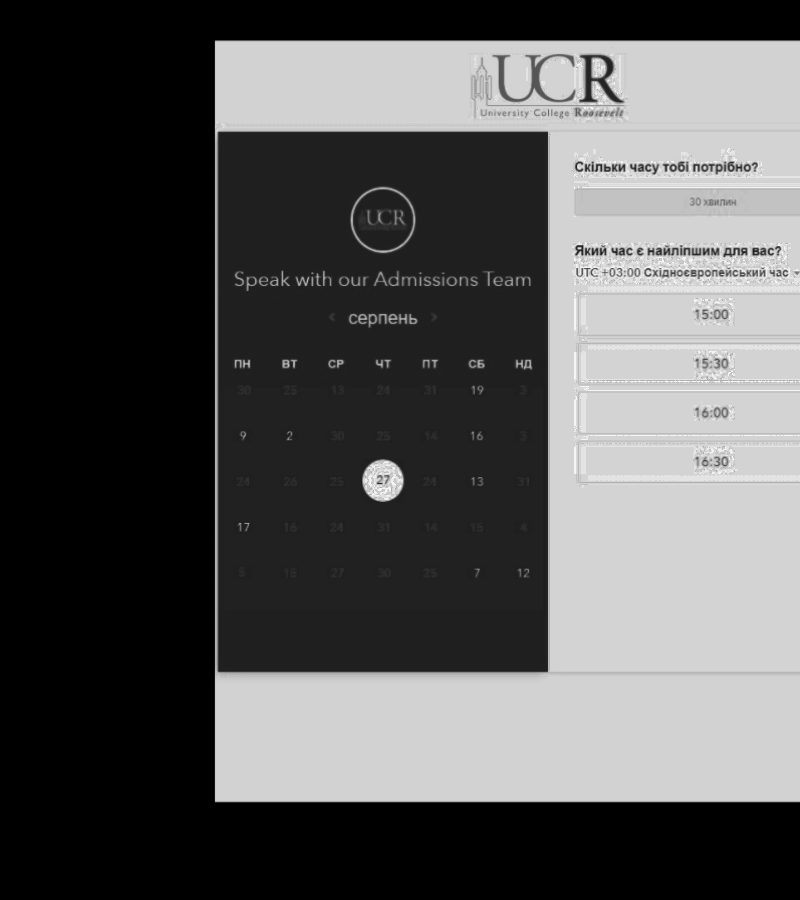 UCR
University College Roosevelt
UCR
Speak with our Admissions Team
серпень
ПН ВТ СР ЧТ ПТ СБ НД
30 25 13 24 31 19 3
9 2 30 25 14 16 3
24 26 25 27 24 13 31
17 16 24 31 14 15 4
5 15 27 30 25 7 12
Скільки часу тобі потрібно?
30 хвилин
Який час є найліпшим для вас?
UTC +03:00 Східноєвропейський час
15:00
15:30
16:00
16:30